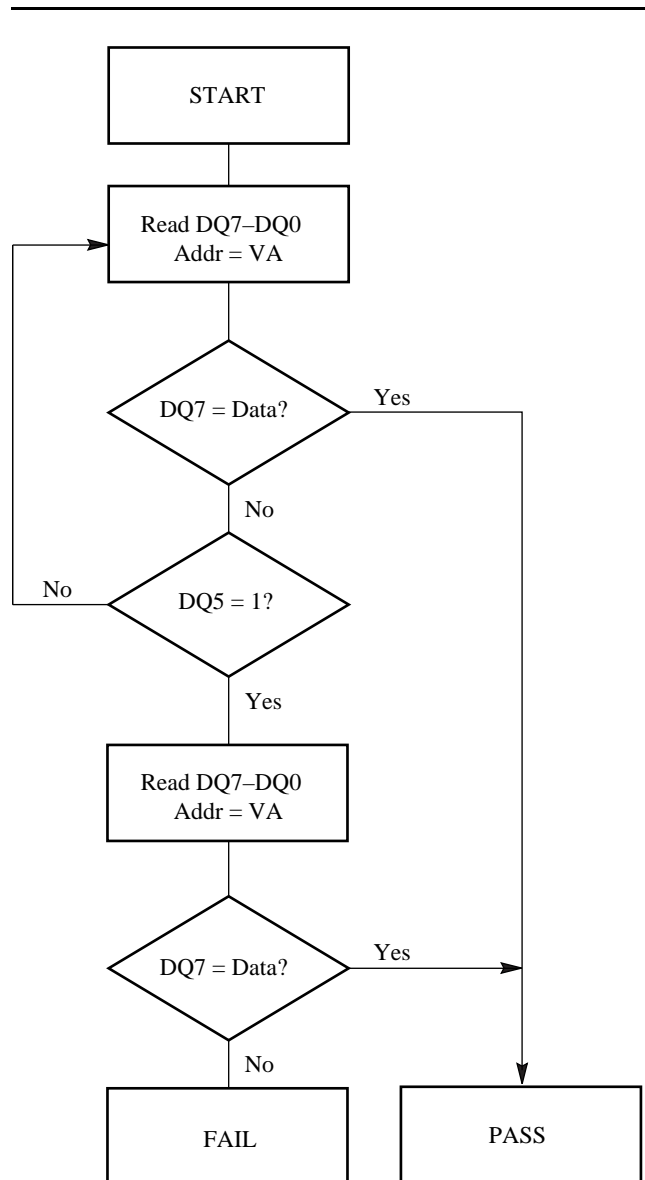 START
Read DQ7–DQ0
Addr = VA
DQ7 = Data?
Yes
No
No
DQ5 = 1?
Yes
Read DQ7–DQ0
Addr = VA
DQ7 = Data?
Yes
No
FAIL
PASS